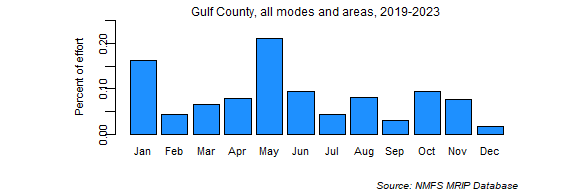 Gulf County, all modes and areas, 2019-2023
Percent of effort
0.20
0.10
0.00
Jan Feb Mar Apr May Jun Jul Aug Sep Oct Nov Dec
Source: NMFS MRIP Database